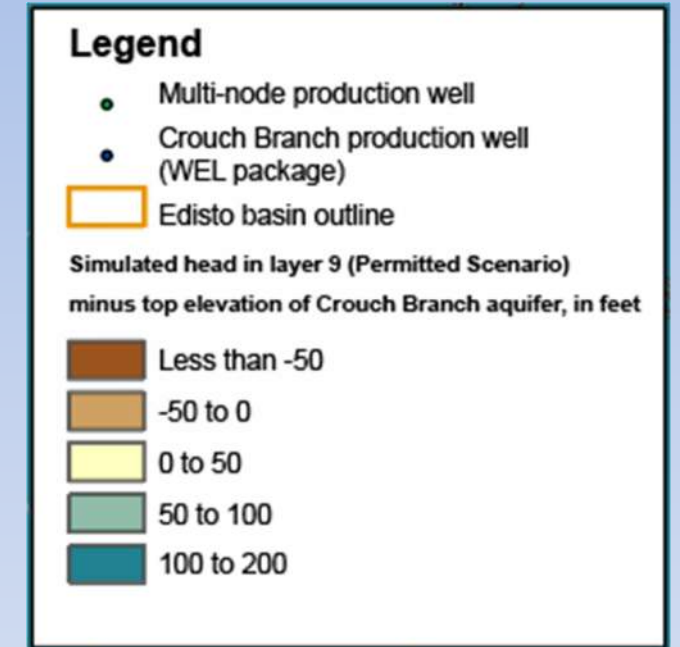 Legend
Multi-node production well
Crouch Branch production well
(WEL package)
Edisto basin outline
Simulated head in layer 9 (Permitted Scenario)
minus top elevation of Crouch Branch aquifer, in feet
Less than -50
-50 to 0
0 to 50
50 to 100
100 to 200